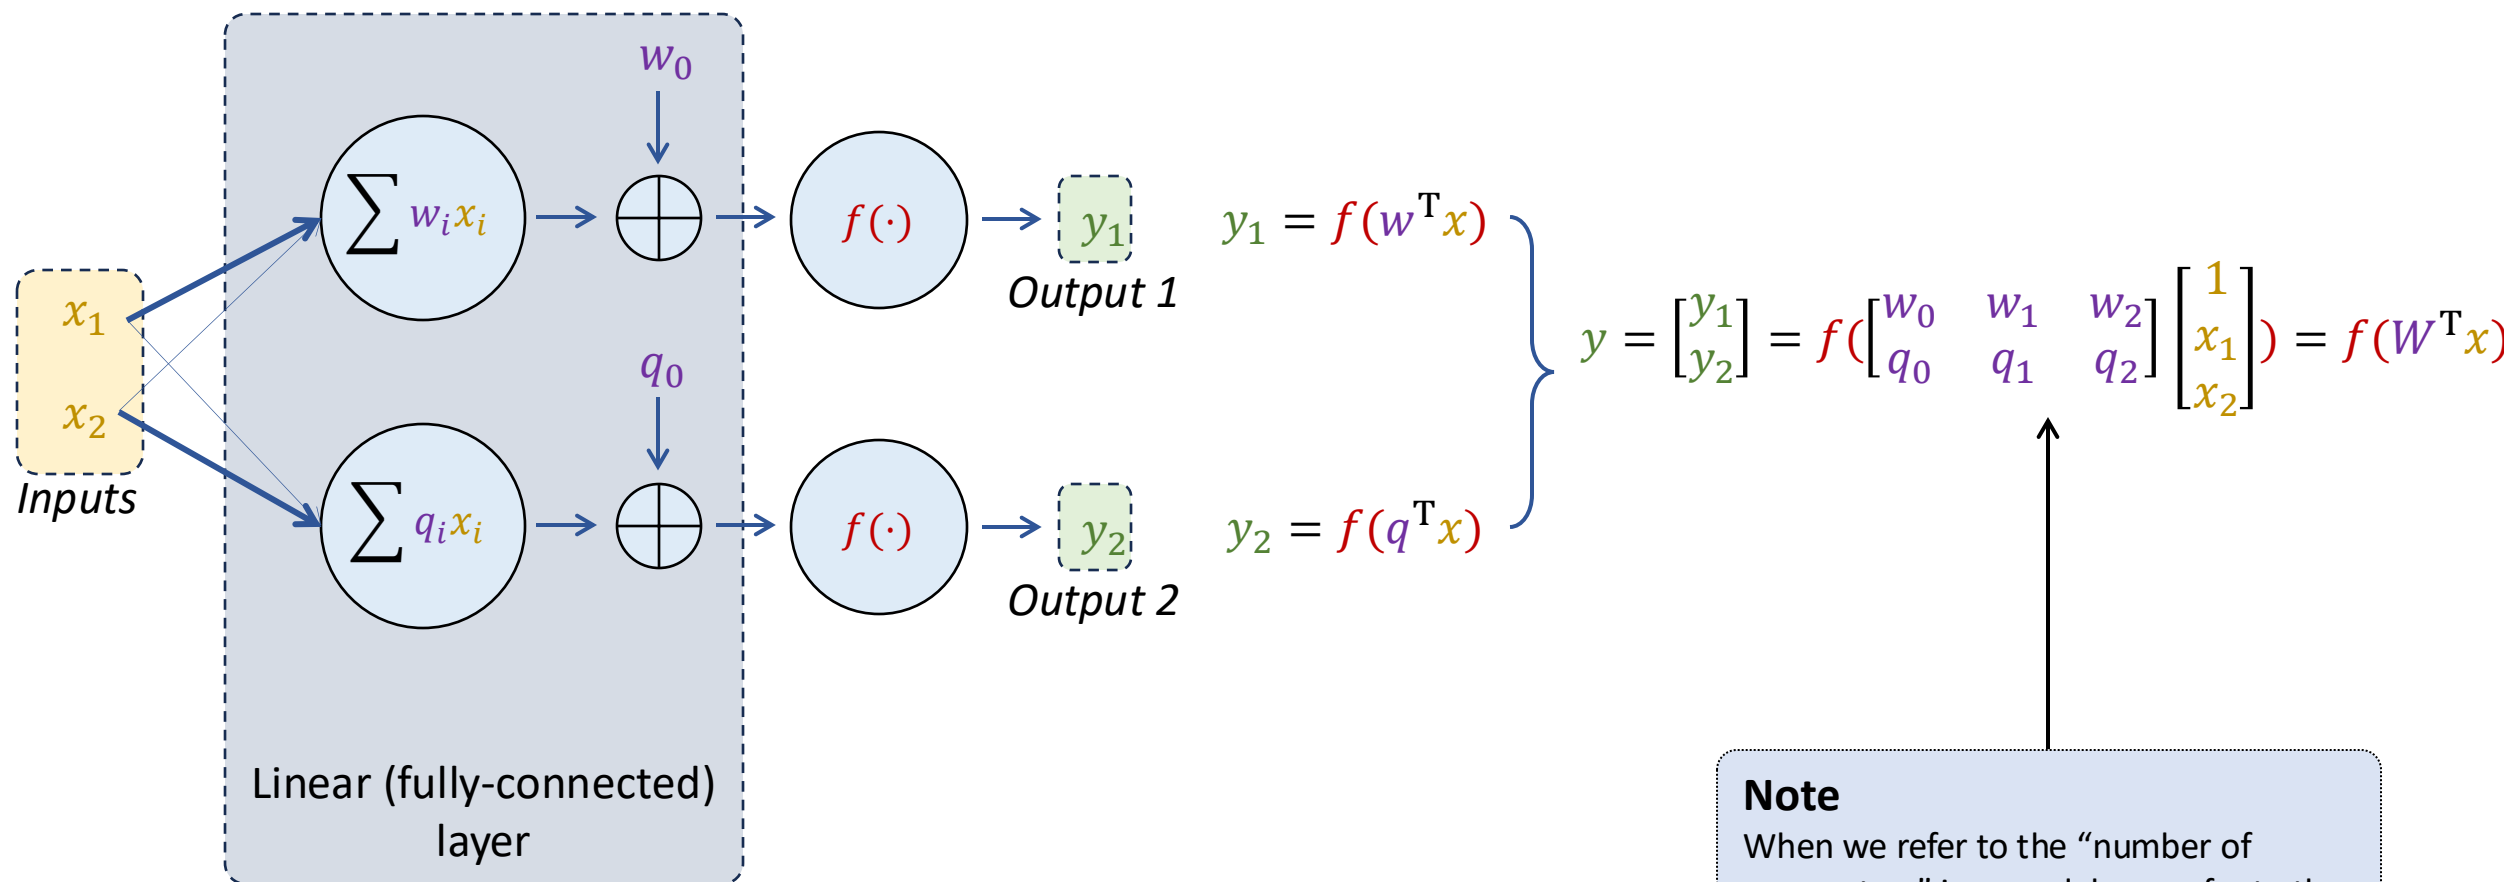 w₀
∑ wᵢxᵢ
f(·)
y₁
Output 1
y₁ = f(wᵀx)
x₁
x₂
Inputs
q₀
∑ qᵢxᵢ
f(·)
y₂
Output 2
y₂ = f(qᵀx)
y = [y₁ y₂] = f([w₀ w₁ w₂ q₀ q₁ q₂] [1 x₁ x₂]) = f(Wᵀx)
Linear (fully-connected)
layer
Note
When we refer to the “number of